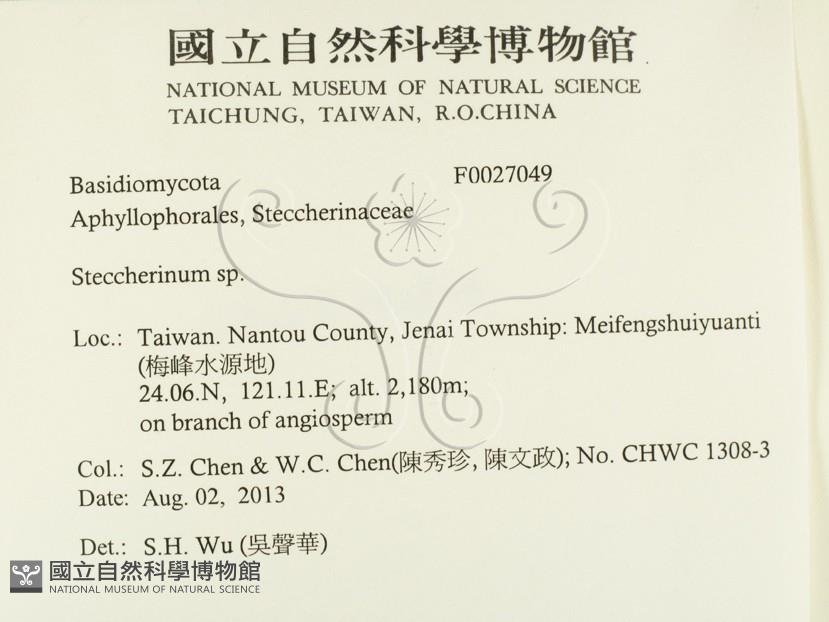 國立自然科學博物館
NATIONAL MUSEUM OF NATURAL SCIENCE
TAICHUNG, TAIWAN, R.O.CHINA
Basidiomycota F0027049
Aphyllophorales, Steccherinaceae
Steccherinum sp.
Loc.: Taiwan. Nantou County, Jenai Township: Meifengshuiyuanti
(梅峰水源地)
24.06.N, 121.11.E; alt. 2,180m;
on branch of angiosperm
Col.: S.Z. Chen & W.C. Chen(陳秀珍, 陳文政); No. CHWC 1308-3
Date: Aug. 02, 2013
Det.: S.H. Wu (吳聲華)
國立自然科學博物館
NATIONAL MUSEUM OF NATURAL SCIENCE